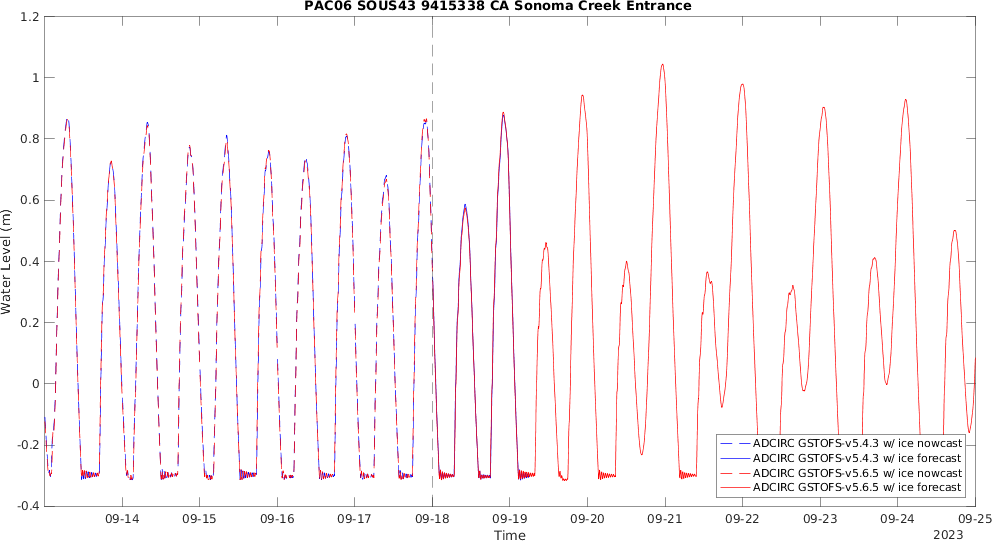 PAC06 SOUS43 9415338 CA Sonoma Creek Entrance
Water Level (m)
1.2
1
0.8
0.6
0.4
0.2
0
-0.2
-0.4
ADCIRC GSTOFS-v5.4.3 w/ ice nowcast
ADCIRC GSTOFS-v5.4.3 w/ ice forecast
ADCIRC GSTOFS-v5.6.5 w/ ice nowcast
ADCIRC GSTOFS-v5.6.5 w/ ice forecast
09-14 09-15 09-16 09-17 09-18 09-19 09-20 09-21 09-22 09-23 09-24 09-25
Time
2023